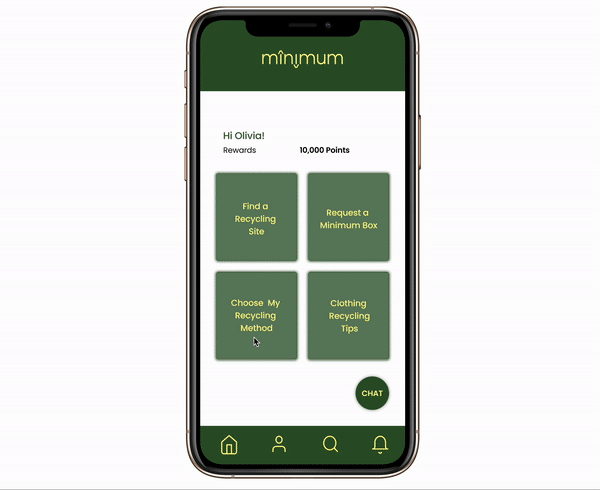 minimum
Hi Olivia!
Rewards 10,000 Points
Find a
Recycling
Site
Request a
Minimum Box
Choose My
Recycling
Method
Clothing
Recycling
Tips
CHAT